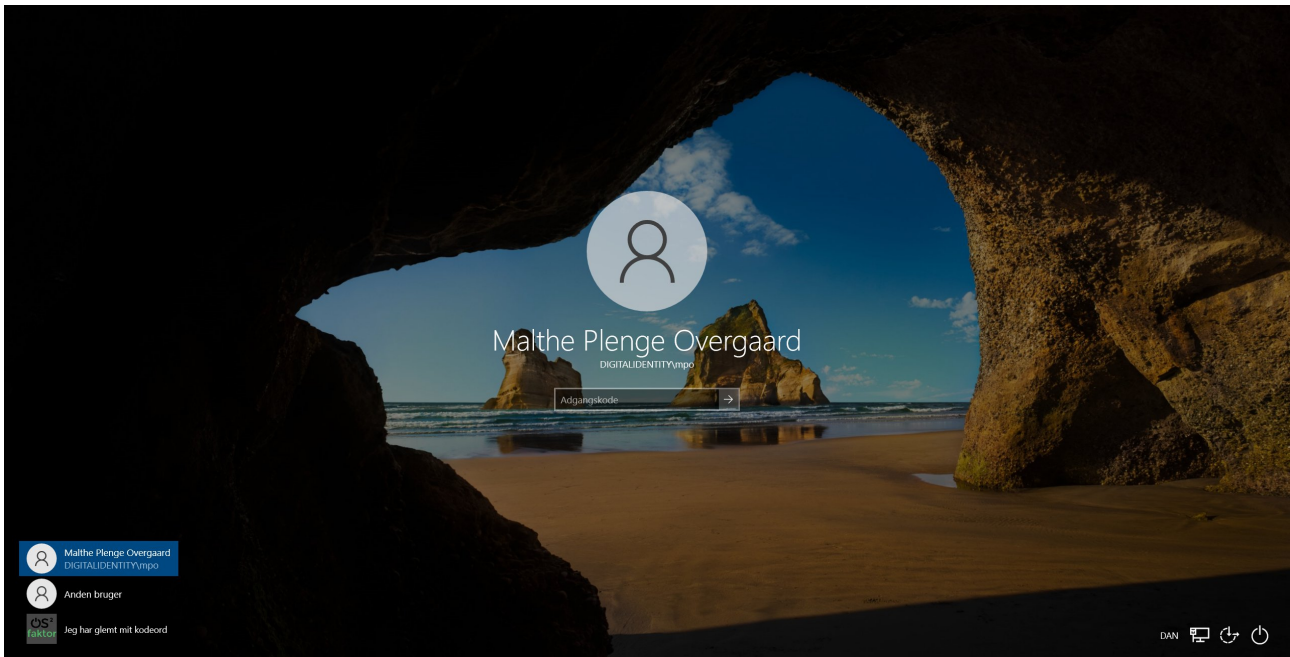 Malthe Plenge Overgaard
DIGITALIDENTITY\mpo
Adgangskode
Malthe Plenge Overgaard
DIGITALIDENTITY\mpo
Anden bruger
OS²
faktor
Jeg har glemt mit kodeord
DAN